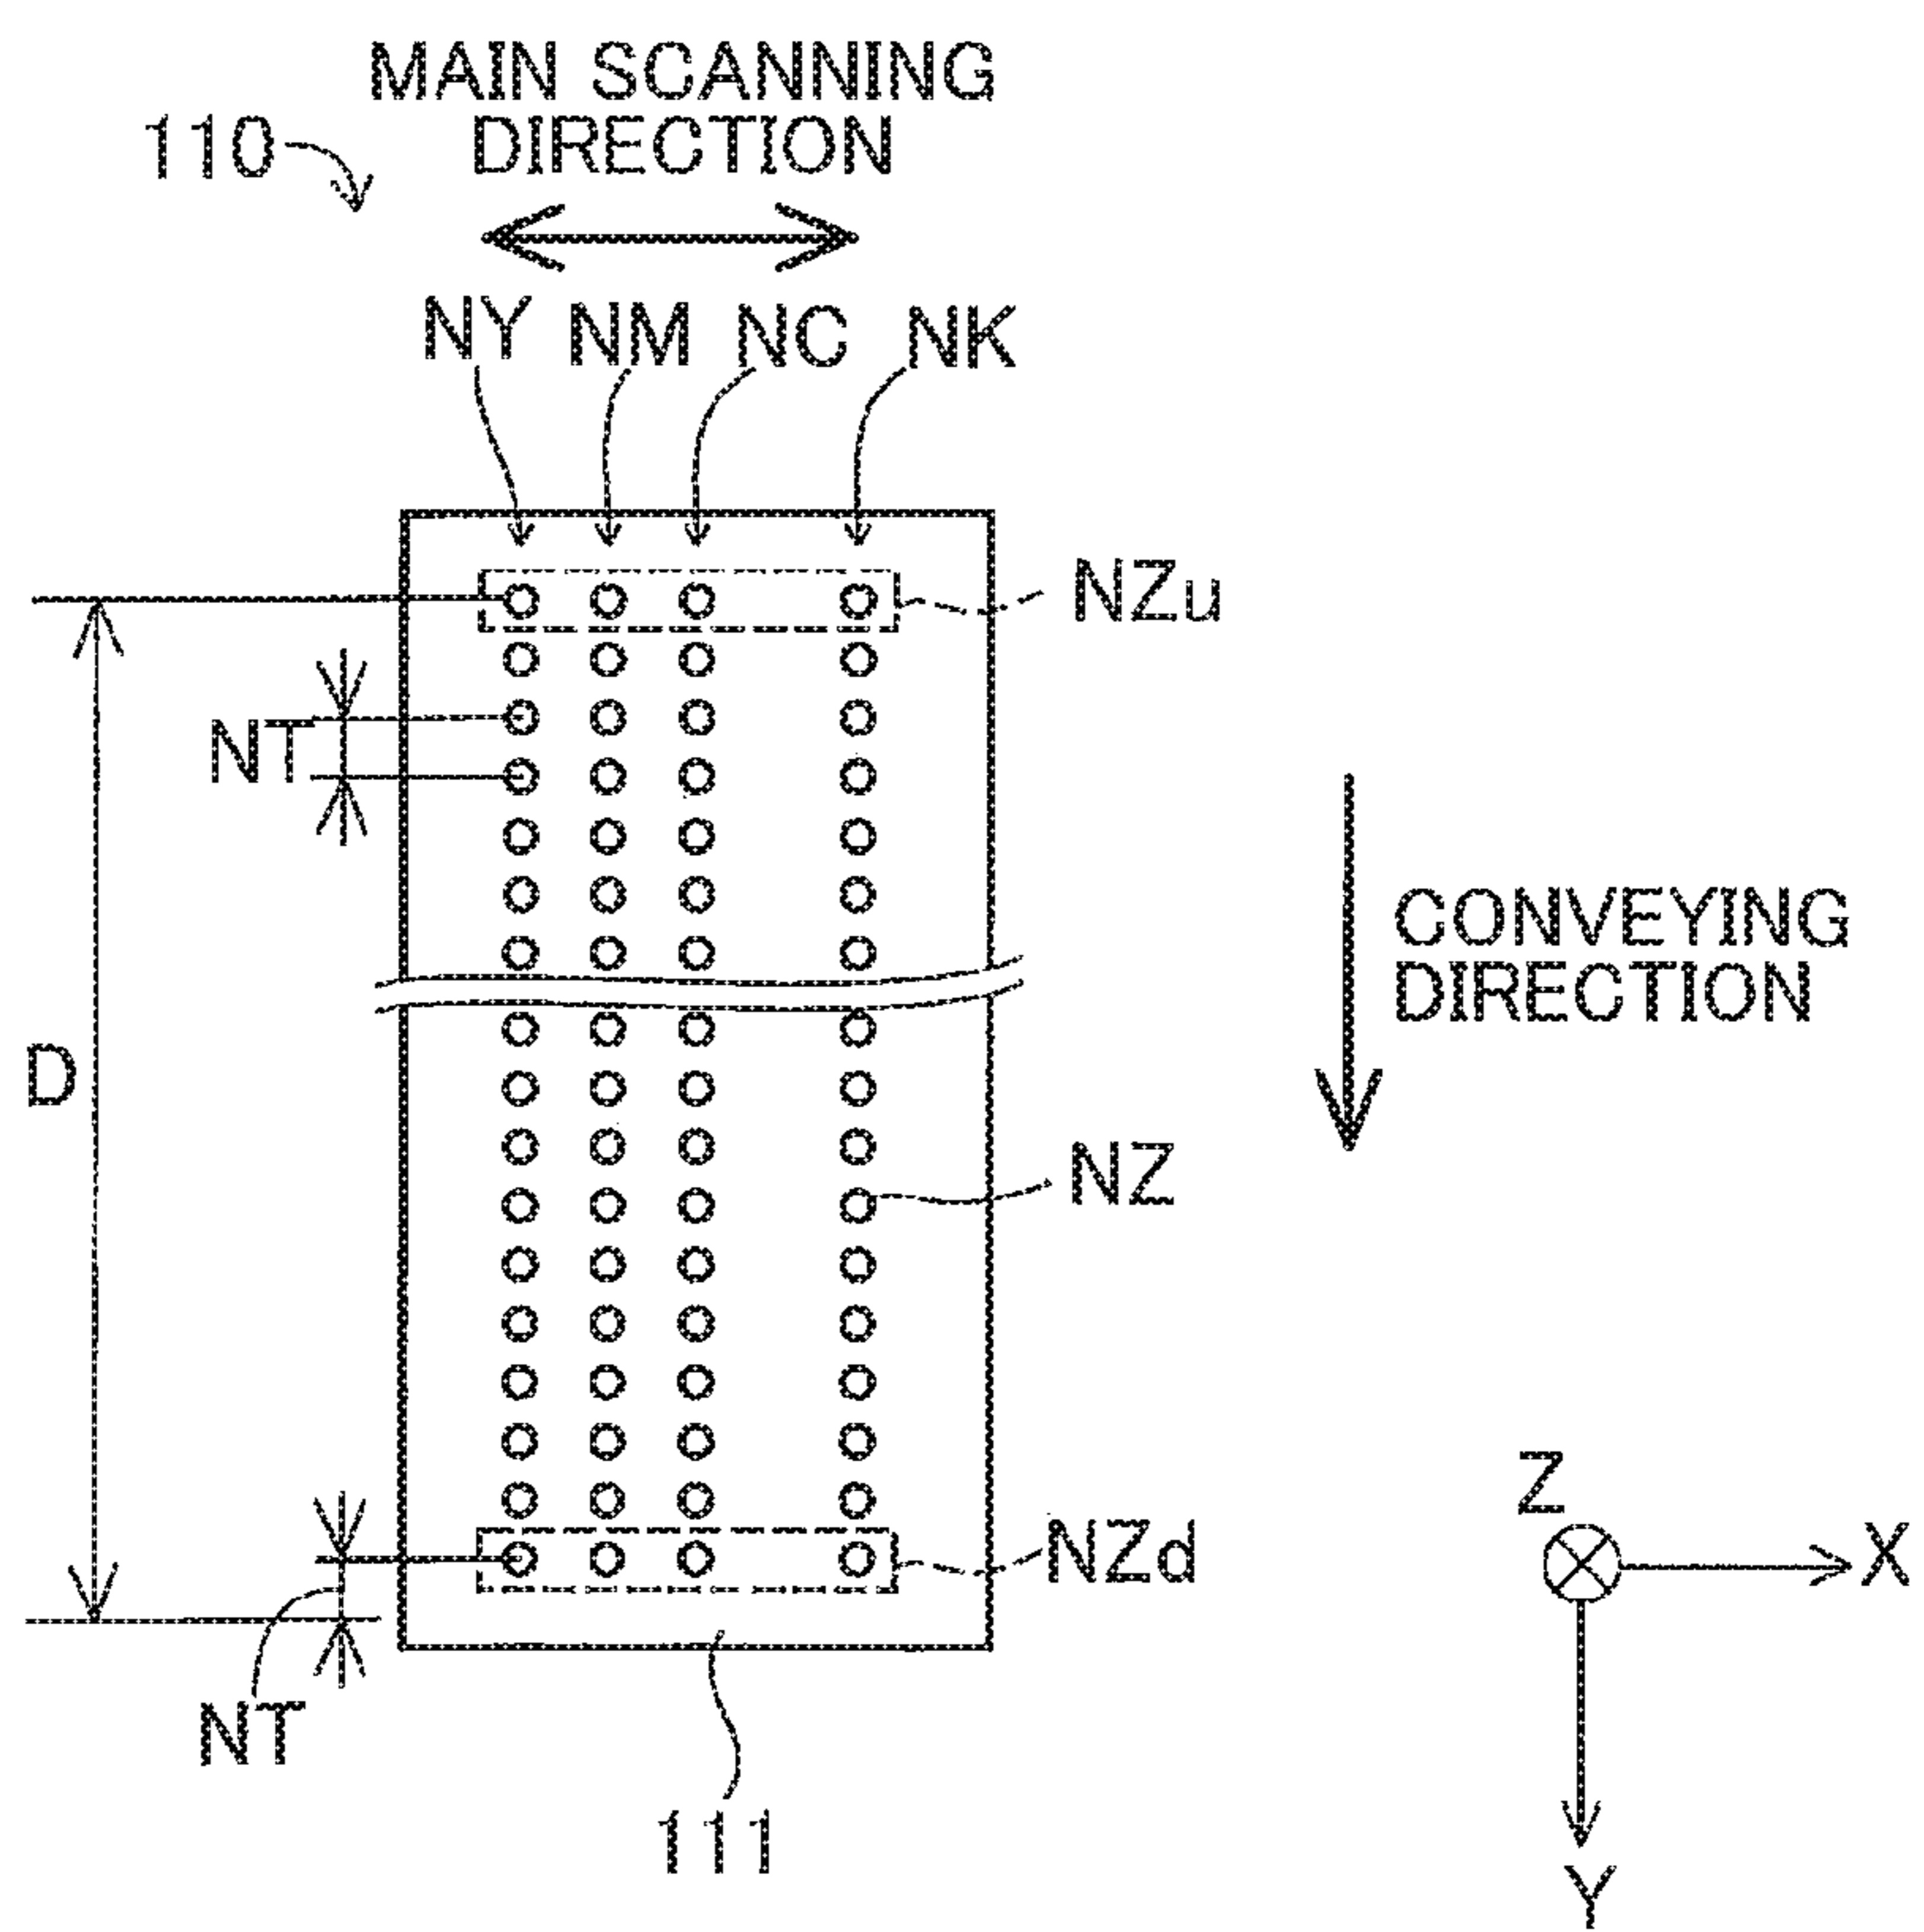 MAIN SCANNING
DIRECTION
110
NY NM NC NK
NZu
NT
CONVEYING
DIRECTION
D
NZ
NZd
Z
X
NT
111
Y